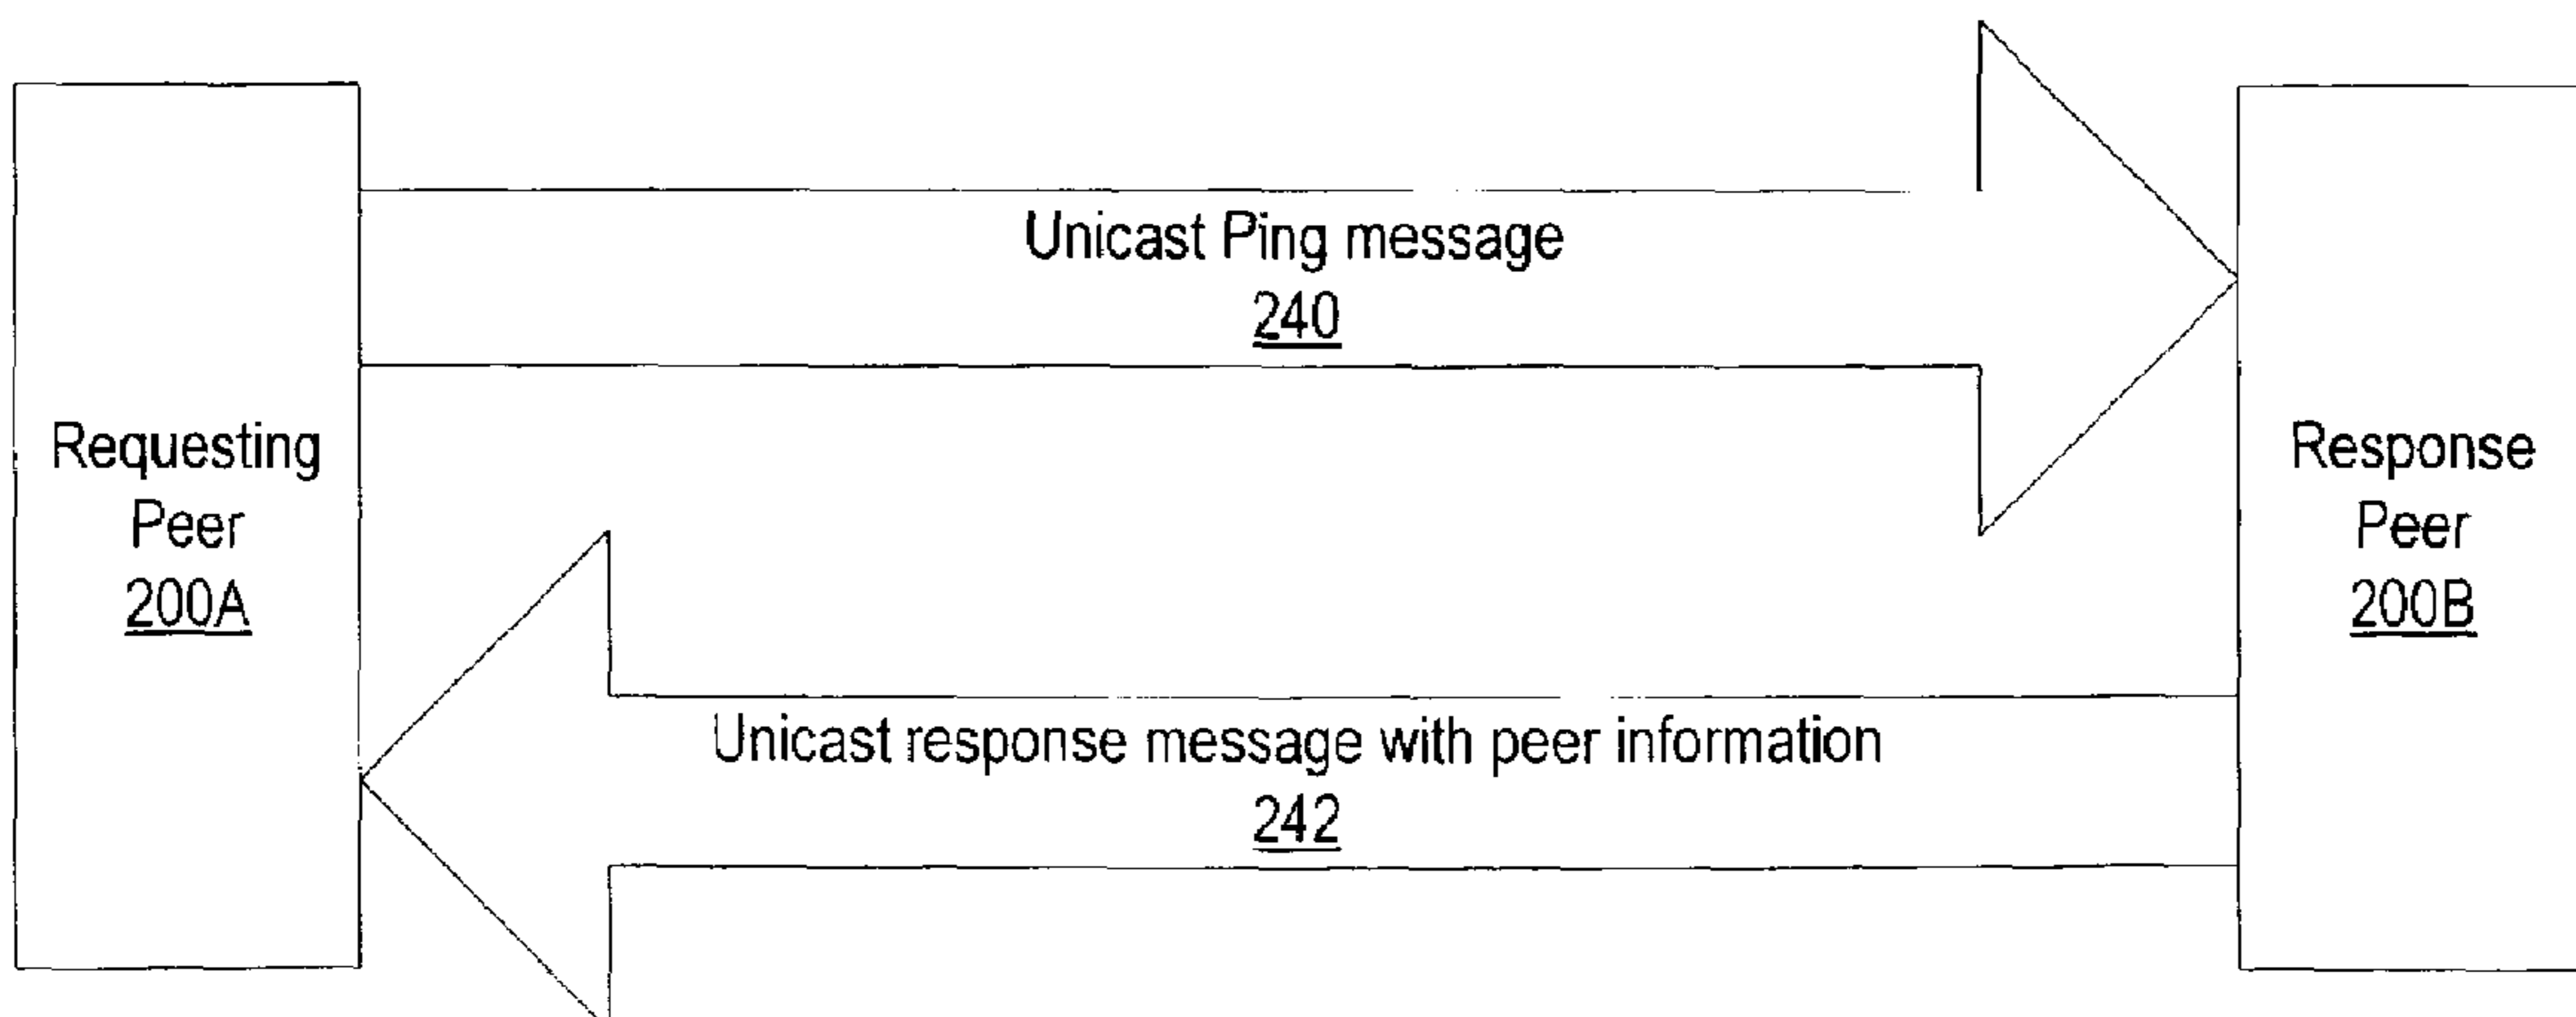 Unicast Ping message
240
Requesting
Peer
200A
Response
Peer
200B
Unicast response message with peer information
242